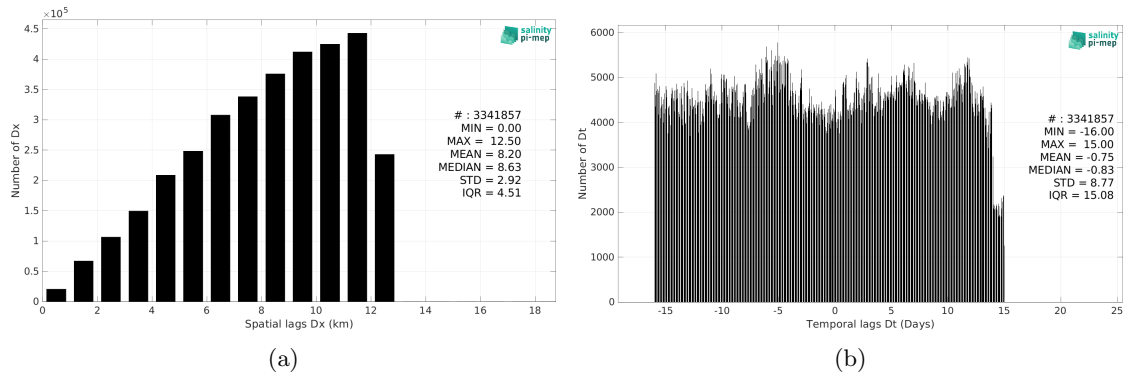 ×10^5
4.5
4
3.5
3
2.5
2
1.5
1
0.5
0
Number of Dx
0 2 4 6 8 10 12 14 16 18
Spatial lags Dx (km)
salinity
pi-mep
# : 3341857
MIN = 0.00
MAX = 12.50
MEAN = 8.20
MEDIAN = 8.63
STD = 2.92
IQR = 4.51
(a)
6000
5000
4000
3000
2000
1000
0
Number of Dt
-15 -10 -5 0 5 10 15 20 25
Temporal lags Dt (Days)
salinity
pi-mep
# : 3341857
MIN = -16.00
MAX = 15.00
MEAN = -0.75
MEDIAN = -0.83
STD = 8.77
IQR = 15.08
(b)